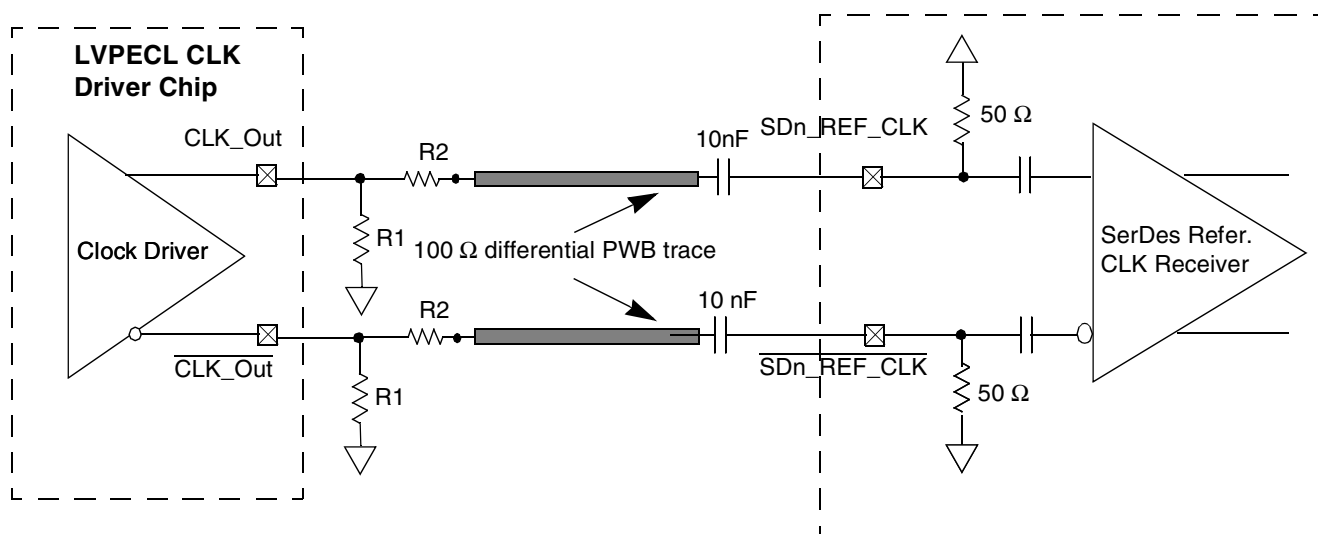 LVPECL CLK
Driver Chip
CLK_Out
R2
10nF
SDn_REF_CLK
50 Ω
Clock Driver
R1
100 Ω differential PWB trace
SerDes Refer.
CLK Receiver
R2
10 nF
CLK_Out
SDn_REF_CLK
R1
50 Ω